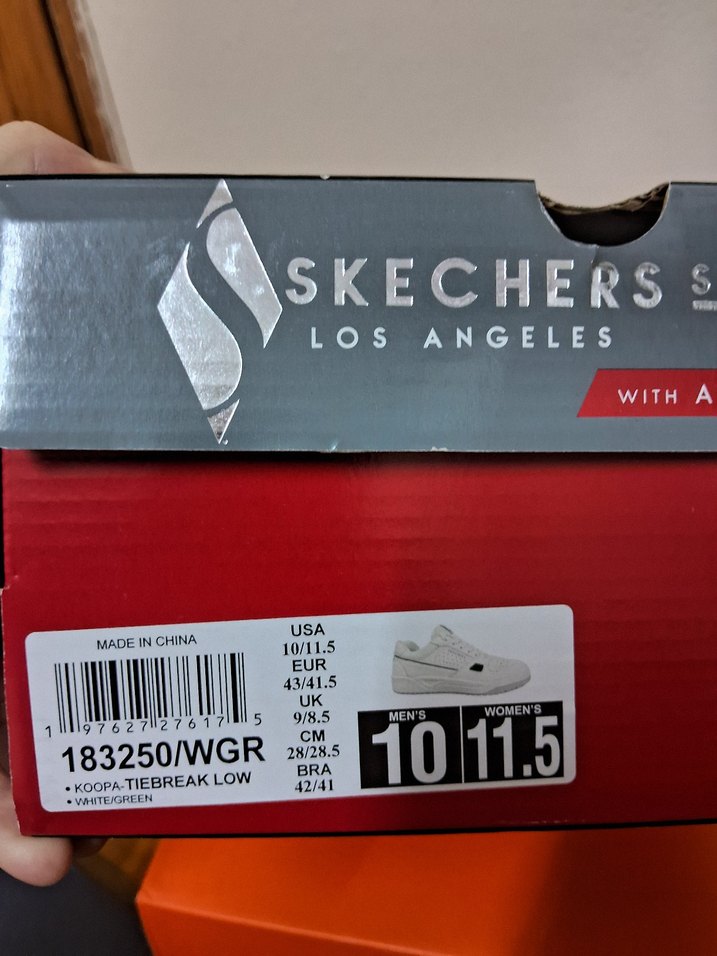 SKECHERS S
LOS ANGELES
WITH A
MADE IN CHINA
1 97627 27617 5
183250/WGR
• KOOPA-TIEBREAK LOW
• WHITE/GREEN
USA
10/11.5
EUR
43/41.5
UK
9/8.5
CM
28/28.5
BRA
42/41
MEN'S
10
WOMEN'S
11.5